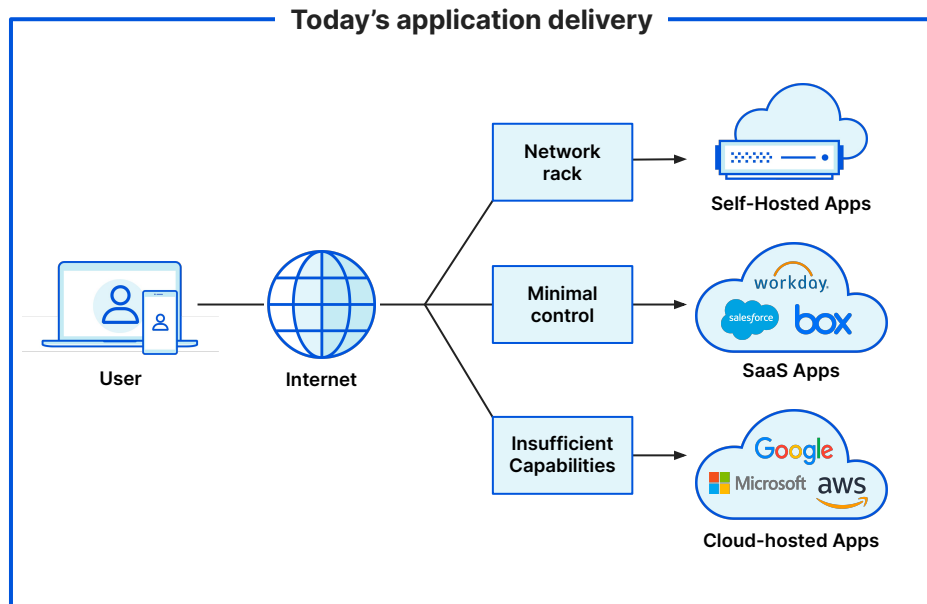 Today’s application delivery
Network
rack
Self-Hosted Apps
workday.
salesforce
box
Minimal
control
SaaS Apps
User
Internet
Insufficient
Capabilities
Google
Microsoft
aws
Cloud-hosted Apps